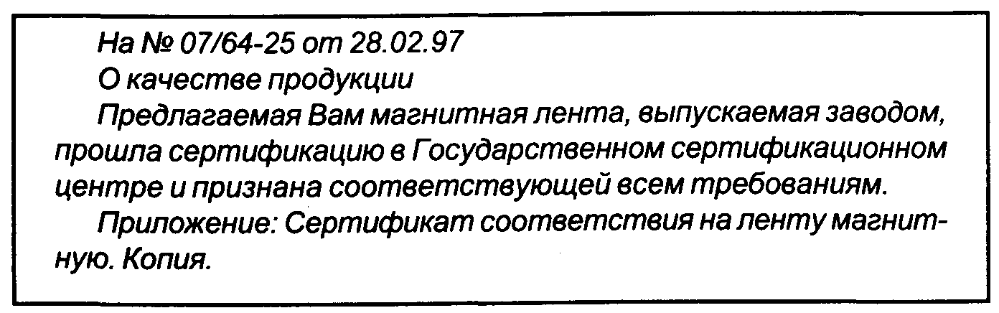 На № 07/64-25 от 28.02.97
О качестве продукции
Предлагаемая Вам магнитная лента, выпускаемая заводом,
прошла сертификацию в Государственном сертификационном
центре и признана соответствующей всем требованиям.
Приложение: Сертификат соответствия на ленту магнит-
ную. Копия.